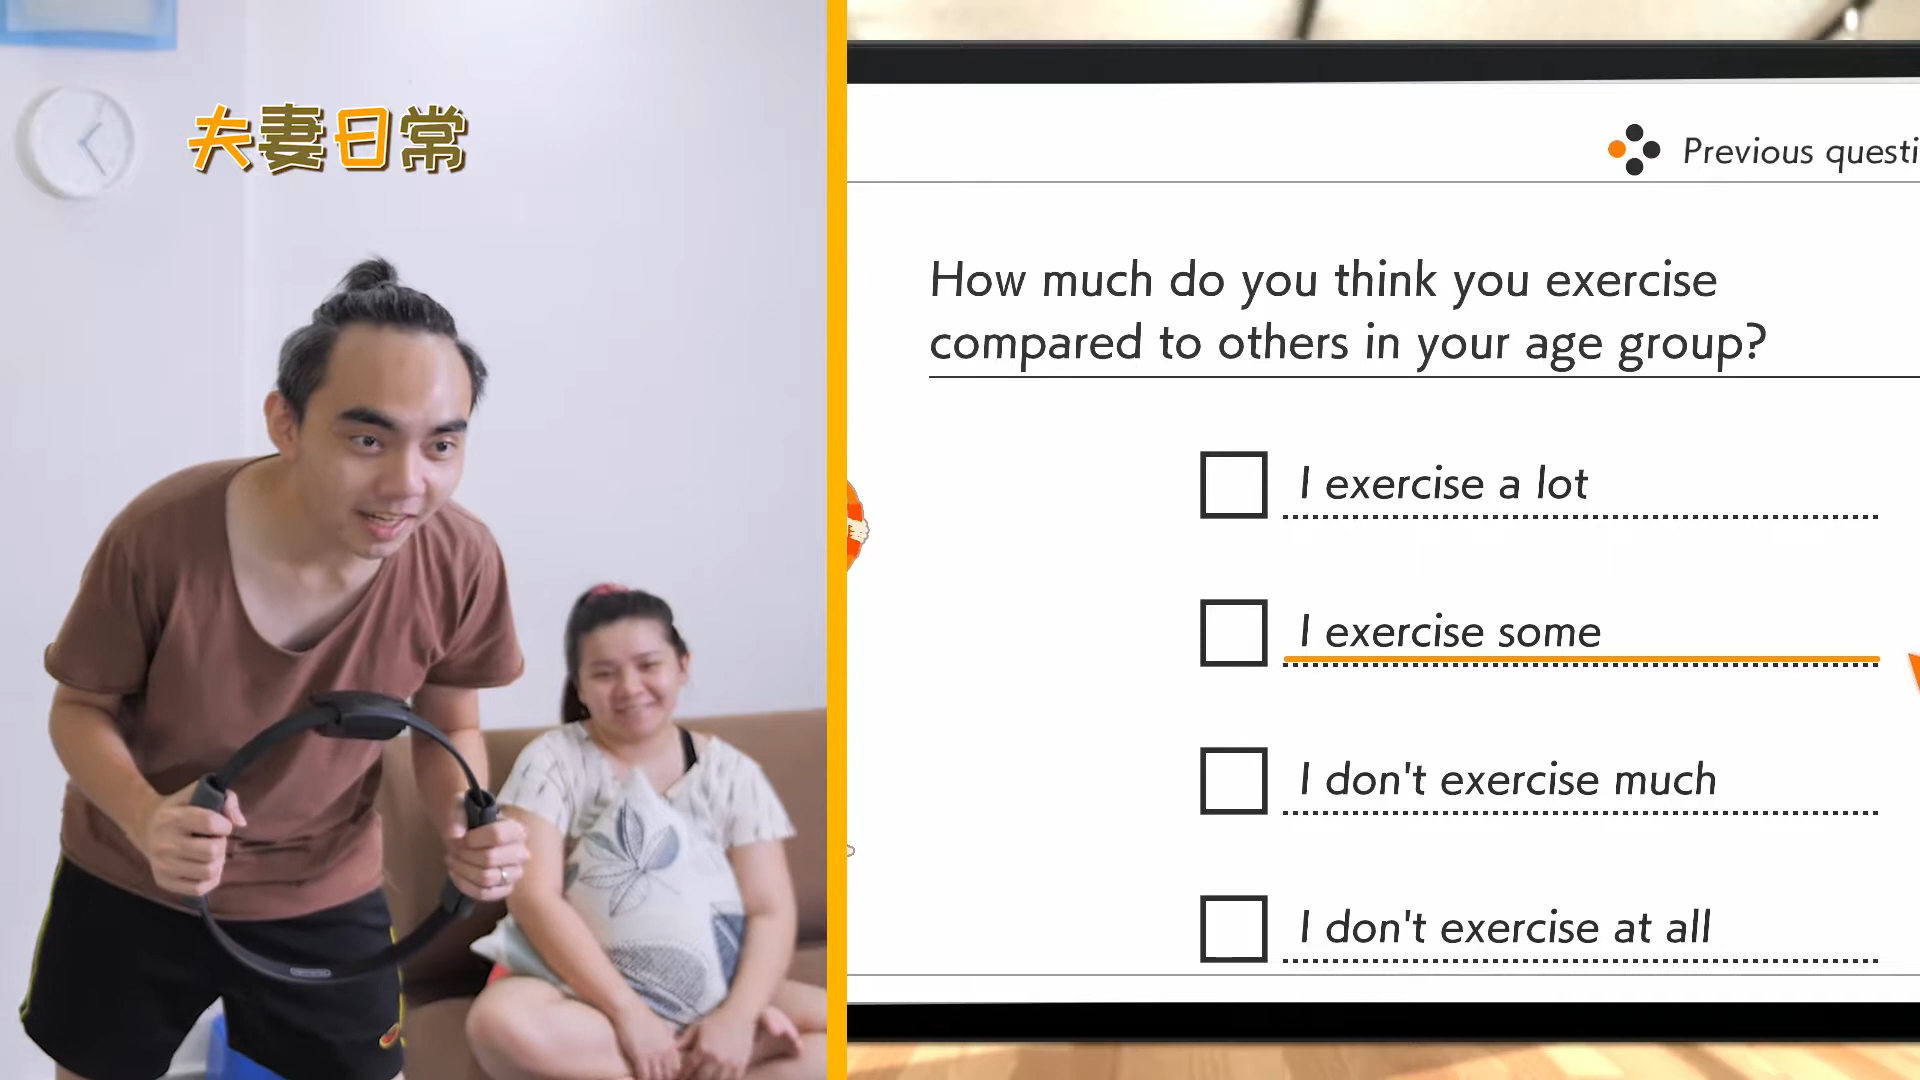 夫妻日常
Previous questi
How much do you think you exercise
compared to others in your age group?
I exercise a lot
I exercise some
I don't exercise much
I don't exercise at all